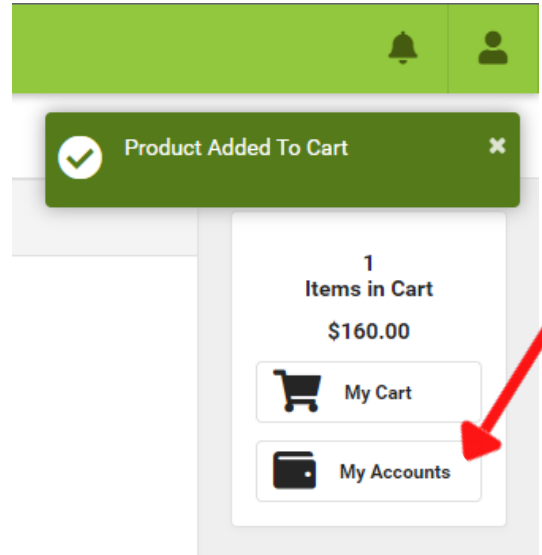 Product Added To Cart
1
Items in Cart
$160.00
My Cart
My Accounts